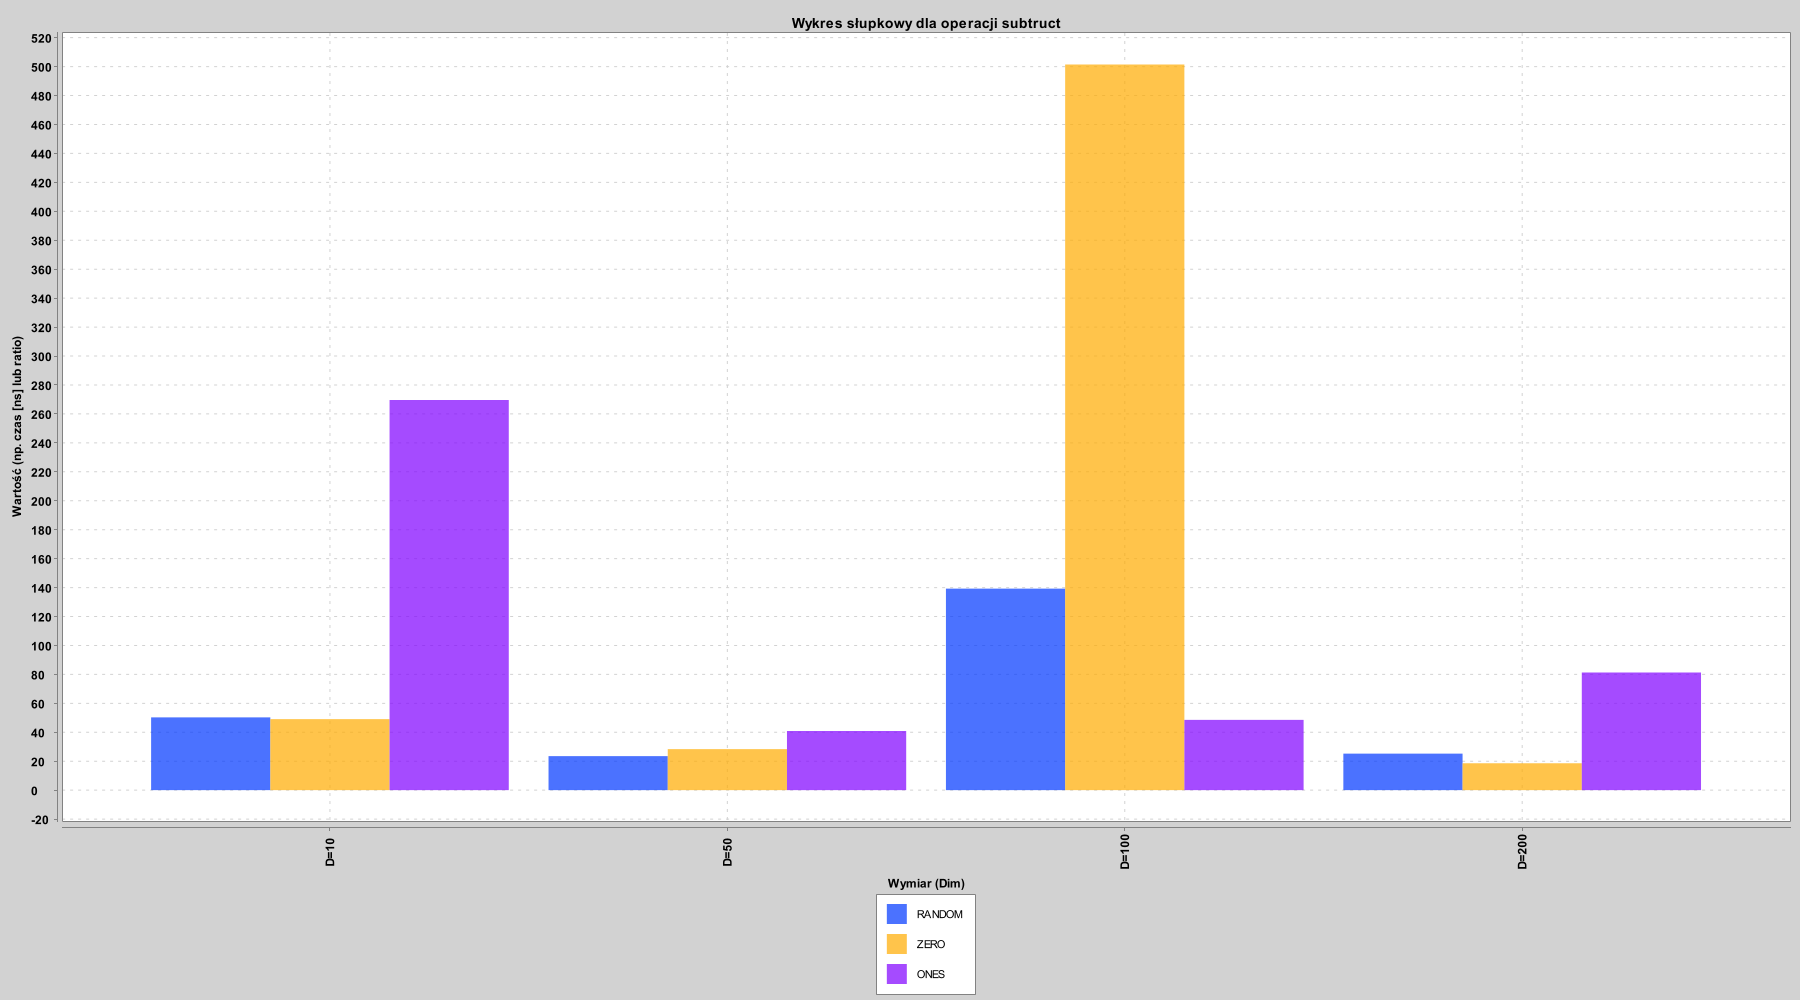 Wykres słupkowy dla operacji subtruct
520
500
480
460
440
420
400
380
360
340
320
300
280
260
240
220
200
180
160
140
120
100
80
60
40
20
0
-20
Wartość (np. czas [ns] lub ratio)
D=10
D=50
D=100
D=200
Wymiar (Dim)
RANDOM
ZERO
ONES